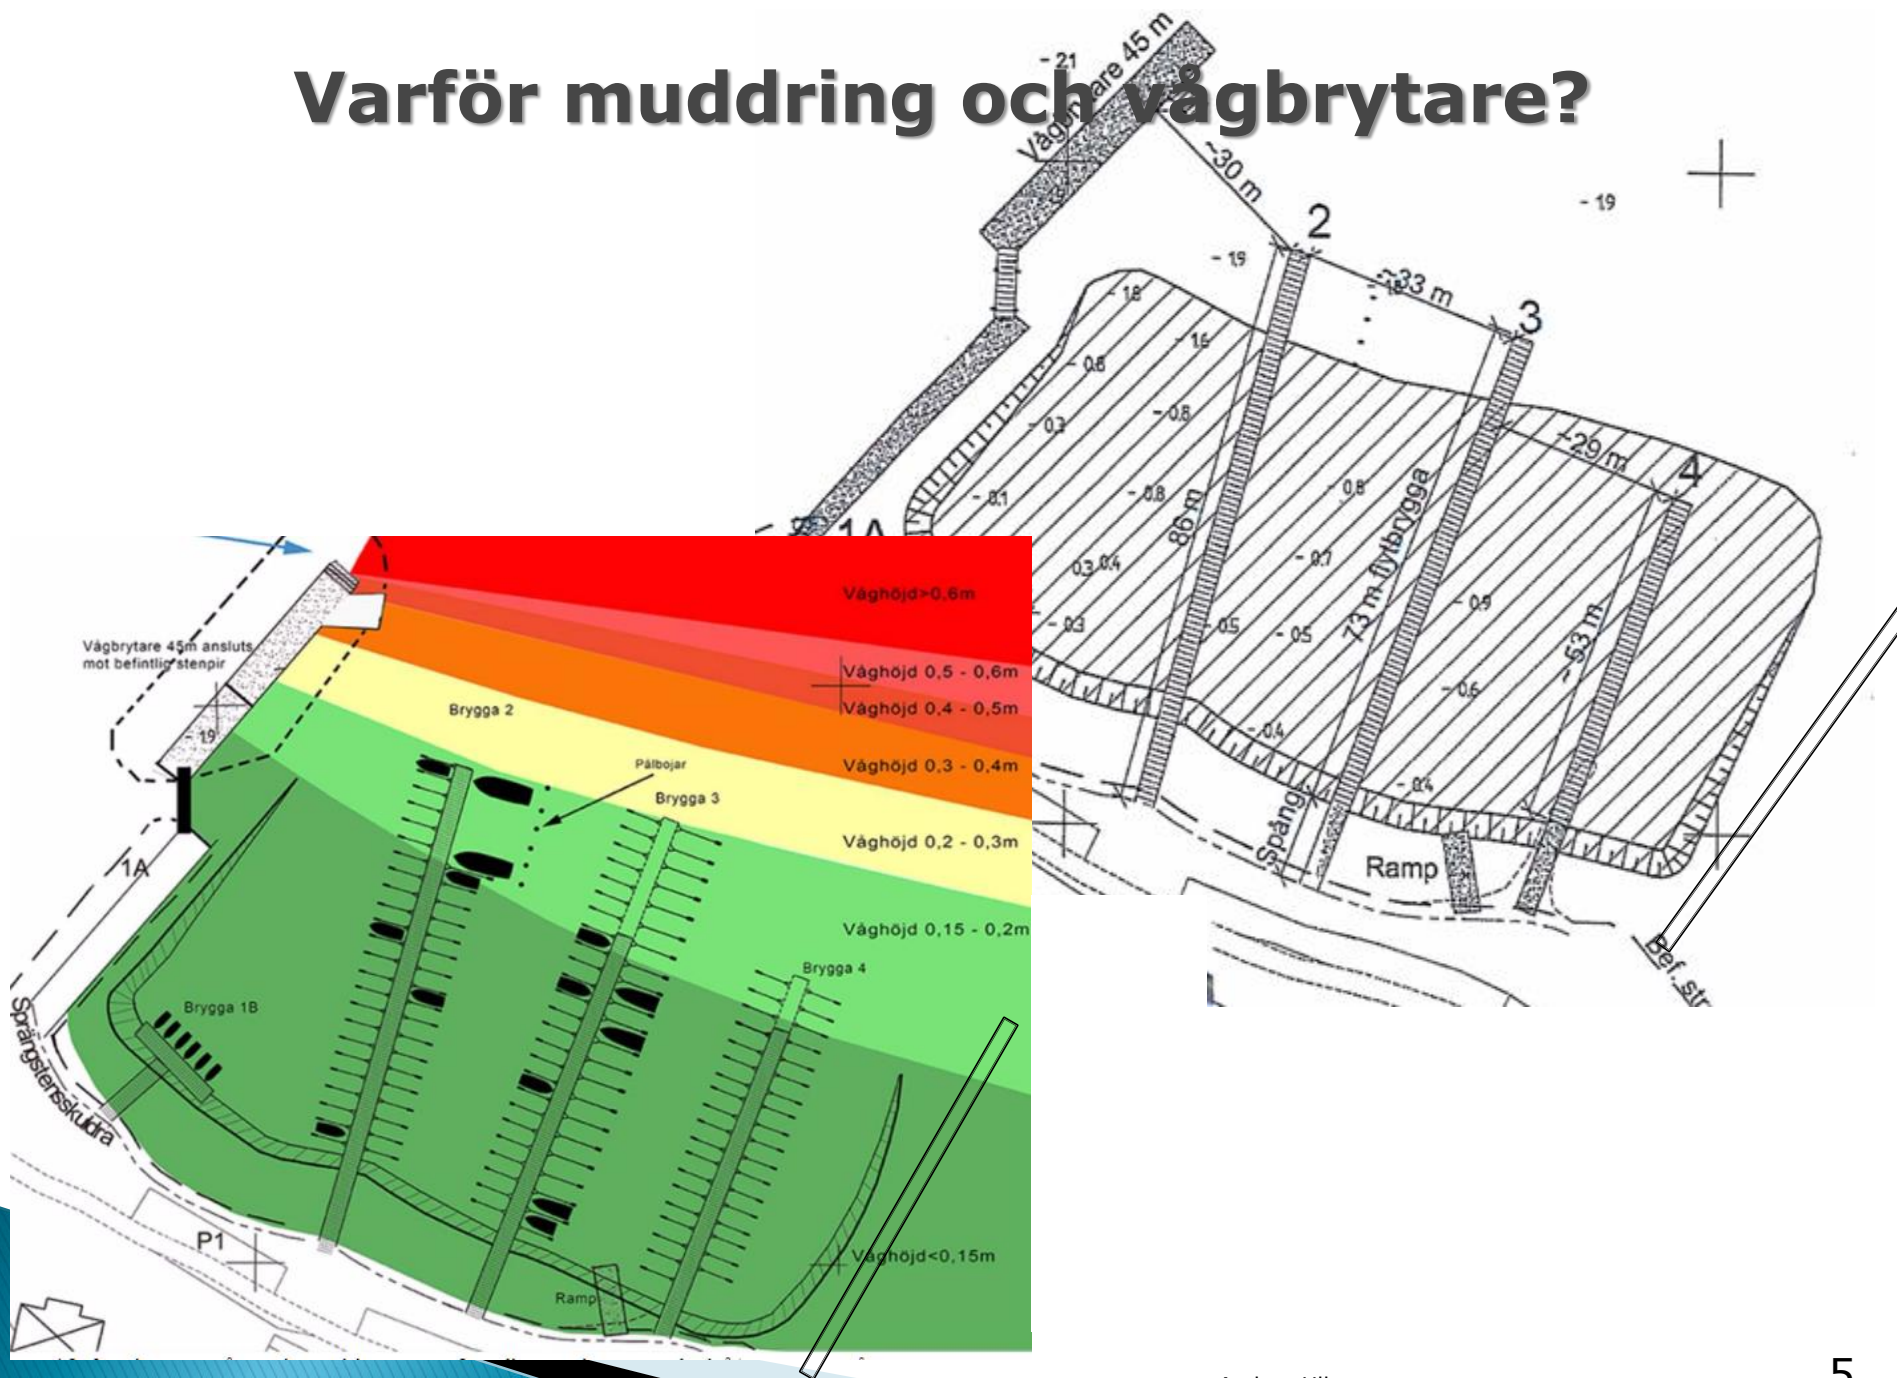 Varför muddring och vågbrytare?
Vågbrytare 45 m
- 21
~30 m
- 19
2
- 1,9
~33 m
3
- 18
- 1.6
- 0.8
- 0.3
- 0.8
~29 m
4
- 0.1
- 0.8
- 0.8
86 m
73 m flytbrygga
1A
0.3
0.4
- 0.7
- 0.9
- 0.3
- 0.5
- 0.5
~53 m
- 0.6
- 0.4
- 0.4
Spång
Ramp
Bef. str
Våghöjd>0,6m
Vågbrytare 45m ansluts
mot befintlig stenpir
Våghöjd 0,5 - 0,6m
Våghöjd 0,4 - 0,5m
Brygga 2
- 1.9
Pålbojar
Våghöjd 0,3 - 0,4m
Brygga 3
Våghöjd 0,2 - 0,3m
1A
Våghöjd 0,15 - 0,2m
Brygga 4
Brygga 1B
Sprängstensskuldra
P1
Våghöjd<0,15m
Ramp
5